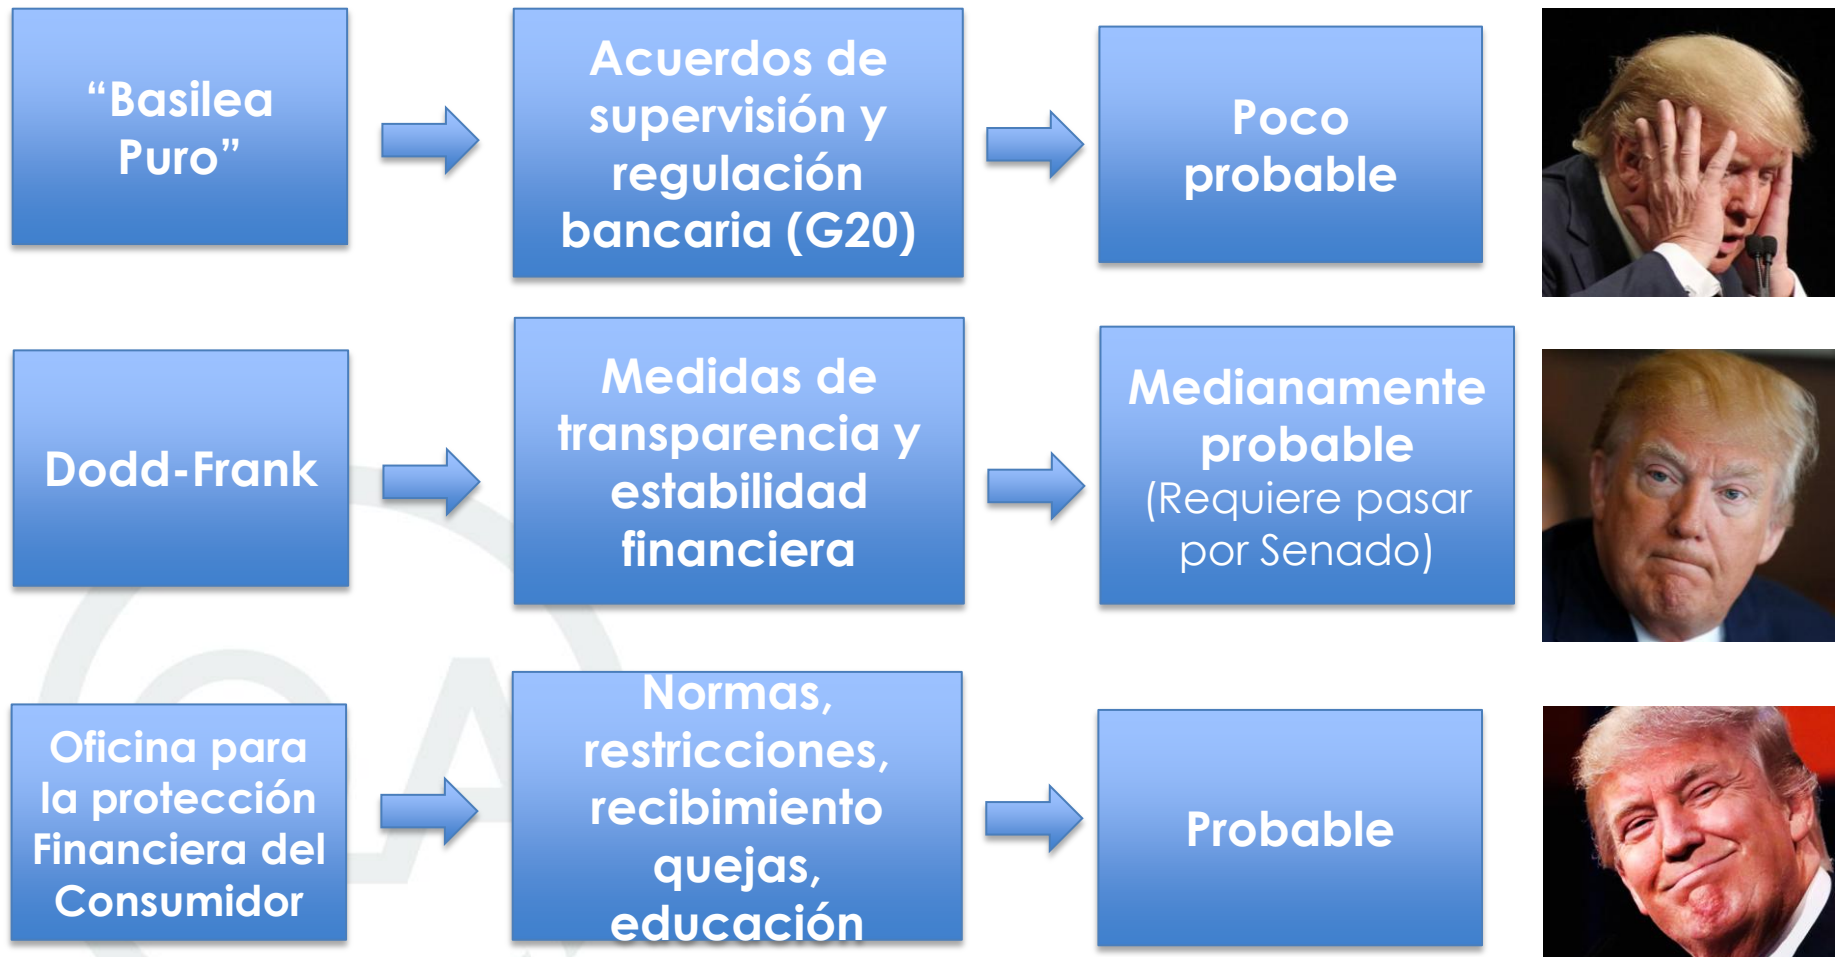 “Basilea
Puro”
Acuerdos de
supervisión y
regulación
bancaria (G20)
Poco
probable
Dodd-Frank
Medidas de
transparencia y
estabilidad
financiera
Medianamente
probable
(Requiere pasar
por Senado)
Oficina para
la protección
Financiera del
Consumidor
Normas,
restricciones,
recibimiento
quejas,
educación
Probable